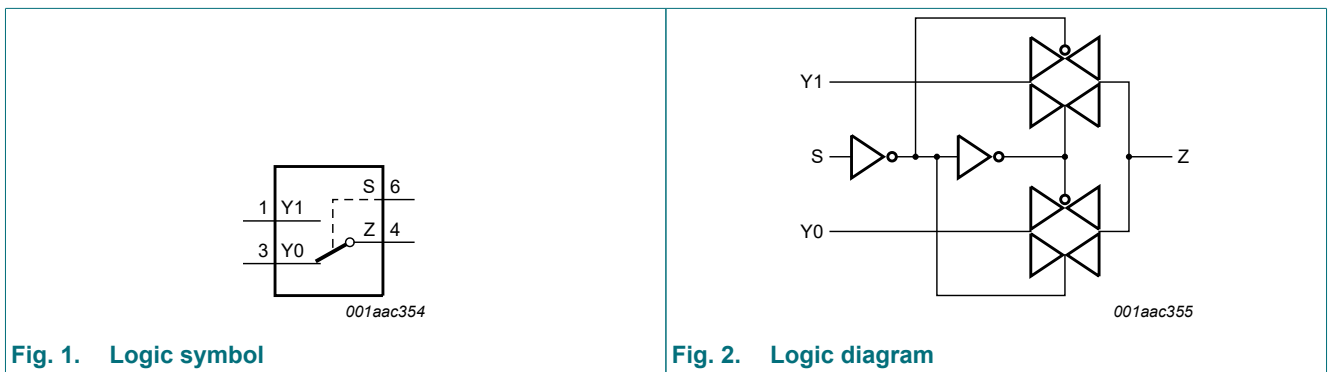 S 6
1 Y1
Z 4
3 Y0
001aac354
Fig. 1. Logic symbol
Y1
S
Z
Y0
001aac355
Fig. 2. Logic diagram